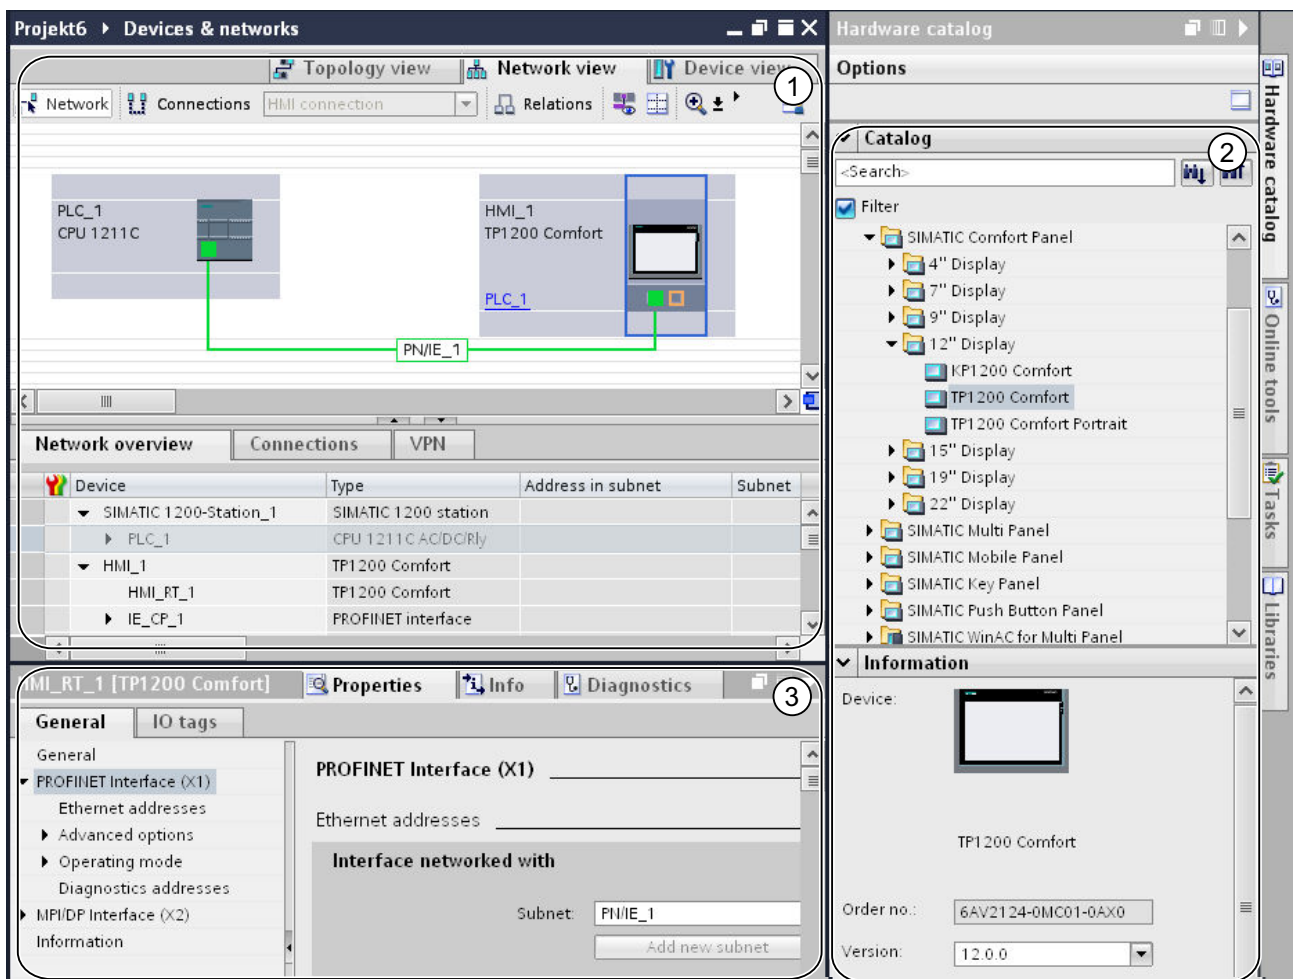 Projekt6 ▸ Devices & networks
Topology view
Network view
Device view
1
Network
Connections
HMI connection
Relations
PLC_1
CPU 1211C
HMI_1
TP1200 Comfort
PLC_1
PN/IE_1
Network overview
Connections
VPN
Device Type Address in subnet Subnet
SIMATIC 1200-Station_1 SIMATIC 1200 station
PLC_1 CPU 1211C AC/DC/Rly
HMI_1 TP1200 Comfort
HMI_RT_1 TP1200 Comfort
IE_CP_1 PROFINET interface
HMI_RT_1 [TP1200 Comfort]
Properties
Info
Diagnostics
3
General
IO tags
General
PROFINET Interface (X1)
Ethernet addresses
Advanced options
Operating mode
Diagnostics addresses
MPI/DP Interface (X2)
Information
PROFINET Interface (X1)
Ethernet addresses
Interface networked with
Subnet: PN/IE_1
Add new subnet
Hardware catalog
Options
Catalog
2
<Search>
Filter
SIMATIC Comfort Panel
4" Display
7" Display
9" Display
12" Display
KP1200 Comfort
TP1200 Comfort
TP1200 Comfort Portrait
15" Display
19" Display
22" Display
SIMATIC Multi Panel
SIMATIC Mobile Panel
SIMATIC Key Panel
SIMATIC Push Button Panel
SIMATIC WinAC for Multi Panel
Information
Device:
TP1200 Comfort
Order no.: 6AV2124-0MC01-0AX0
Version: 12.0.0
Hardware catalog
Online tools
Tasks
Libraries